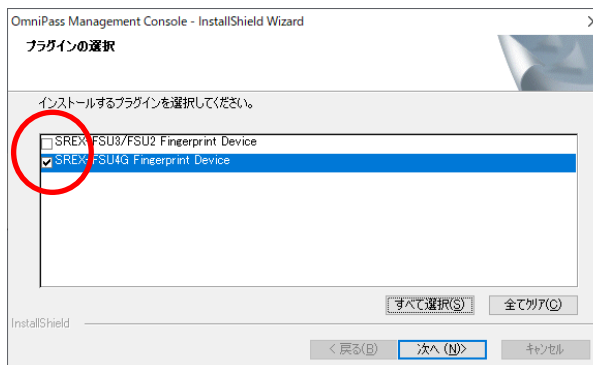 OmniPass Management Console - InstallShield Wizard
プラグインの選択
インストールするプラグインを選択してください。
SREX-FSU3/FSU2 Fingerprint Device
SREX-FSU4G Fingerprint Device
すべて選択(S) 全てクリア(C)
InstallShield
< 戻る(B) 次へ (N)> キャンセル